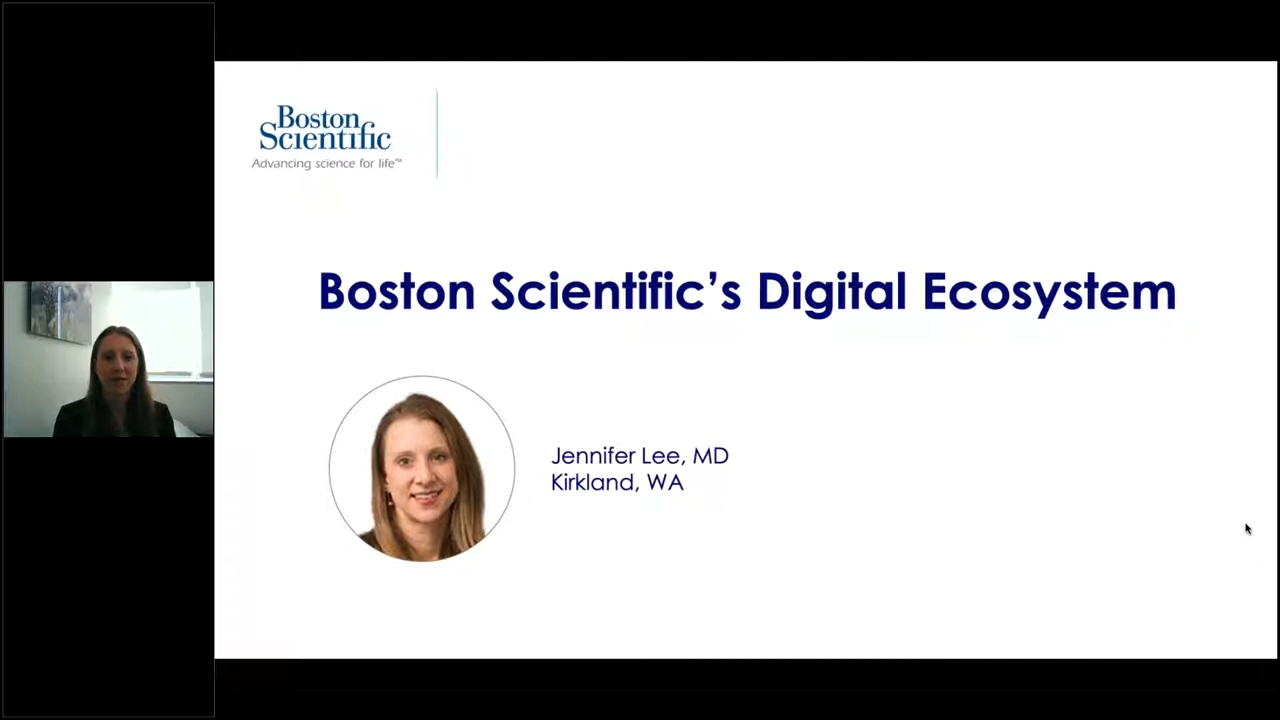 Boston
Scientific
Advancing science for life™
Boston Scientific’s Digital Ecosystem
Jennifer Lee, MD
Kirkland, WA